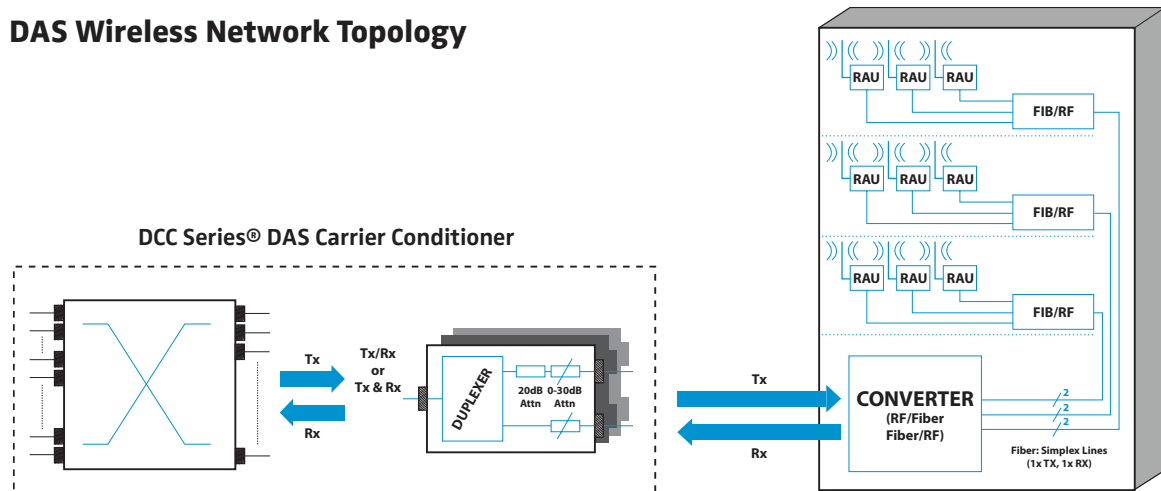 DAS Wireless Network Topology
RAU RAU RAU
FIB/RF
RAU RAU RAU
FIB/RF
RAU RAU RAU
FIB/RF
DCC Series® DAS Carrier Conditioner
Tx
Rx
Tx/Rx
or
Tx & Rx
DUPLEXER
20dB 0-30dB
Attn Attn
Tx
Rx
CONVERTER
(RF/Fiber
Fiber/RF)
2
2
2
Fiber: Simplex Lines
(1x TX, 1x RX)